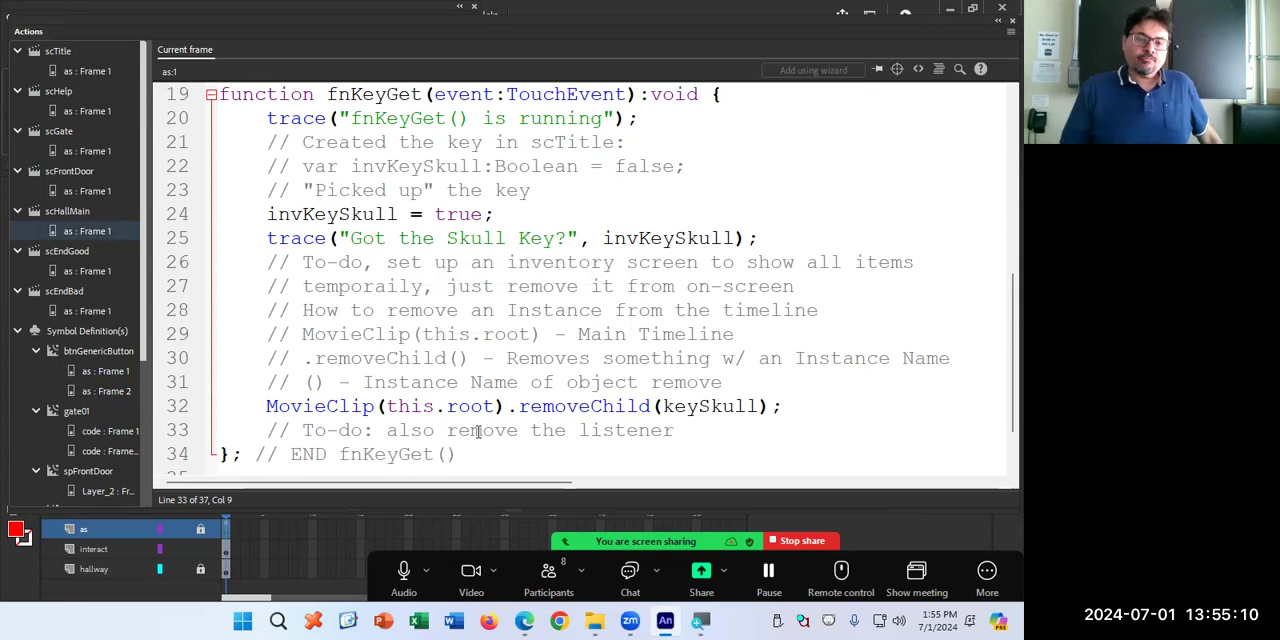 Actions
Current frame
as:1
Add using wizard
scTitle
as : Frame 1
scHelp
as : Frame 1
scGate
as : Frame 1
scFrontDoor
as : Frame 1
scHallMain
as : Frame 1
scEndGood
as : Frame 1
scEndBad
as : Frame 1
Symbol Definition(s)
btnGenericButton
as : Frame 1
as : Frame 2
gate01
code : Frame 1
code : Frame...
spFrontDoor
Layer_2 : Fr...
19 function fnKeyGet(event:TouchEvent):void {
20 trace("fnKeyGet() is running");
21 // Created the key in scTitle:
22 // var invKeySkull:Boolean = false;
23 // "Picked up" the key
24 invKeySkull = true;
25 trace("Got the Skull Key?", invKeySkull);
26 // To-do, set up an inventory screen to show all items
27 // temporaily, just remove it from on-screen
28 // How to remove an Instance from the timeline
29 // MovieClip(this.root) - Main Timeline
30 // .removeChild() - Removes something w/ an Instance Name
31 // () - Instance Name of object remove
32 MovieClip(this.root).removeChild(keySkull);
33 // To-do: also remove the listener
34 }; // END fnKeyGet()
Line 33 of 37, Col 9
as
interact
hallway
You are screen sharing
Stop share
8
Audio
Video
Participants
Chat
Share
Pause
Remote control
Show meeting
More
1:55 PM
7/1/2024
2024-07-01 13:55:10